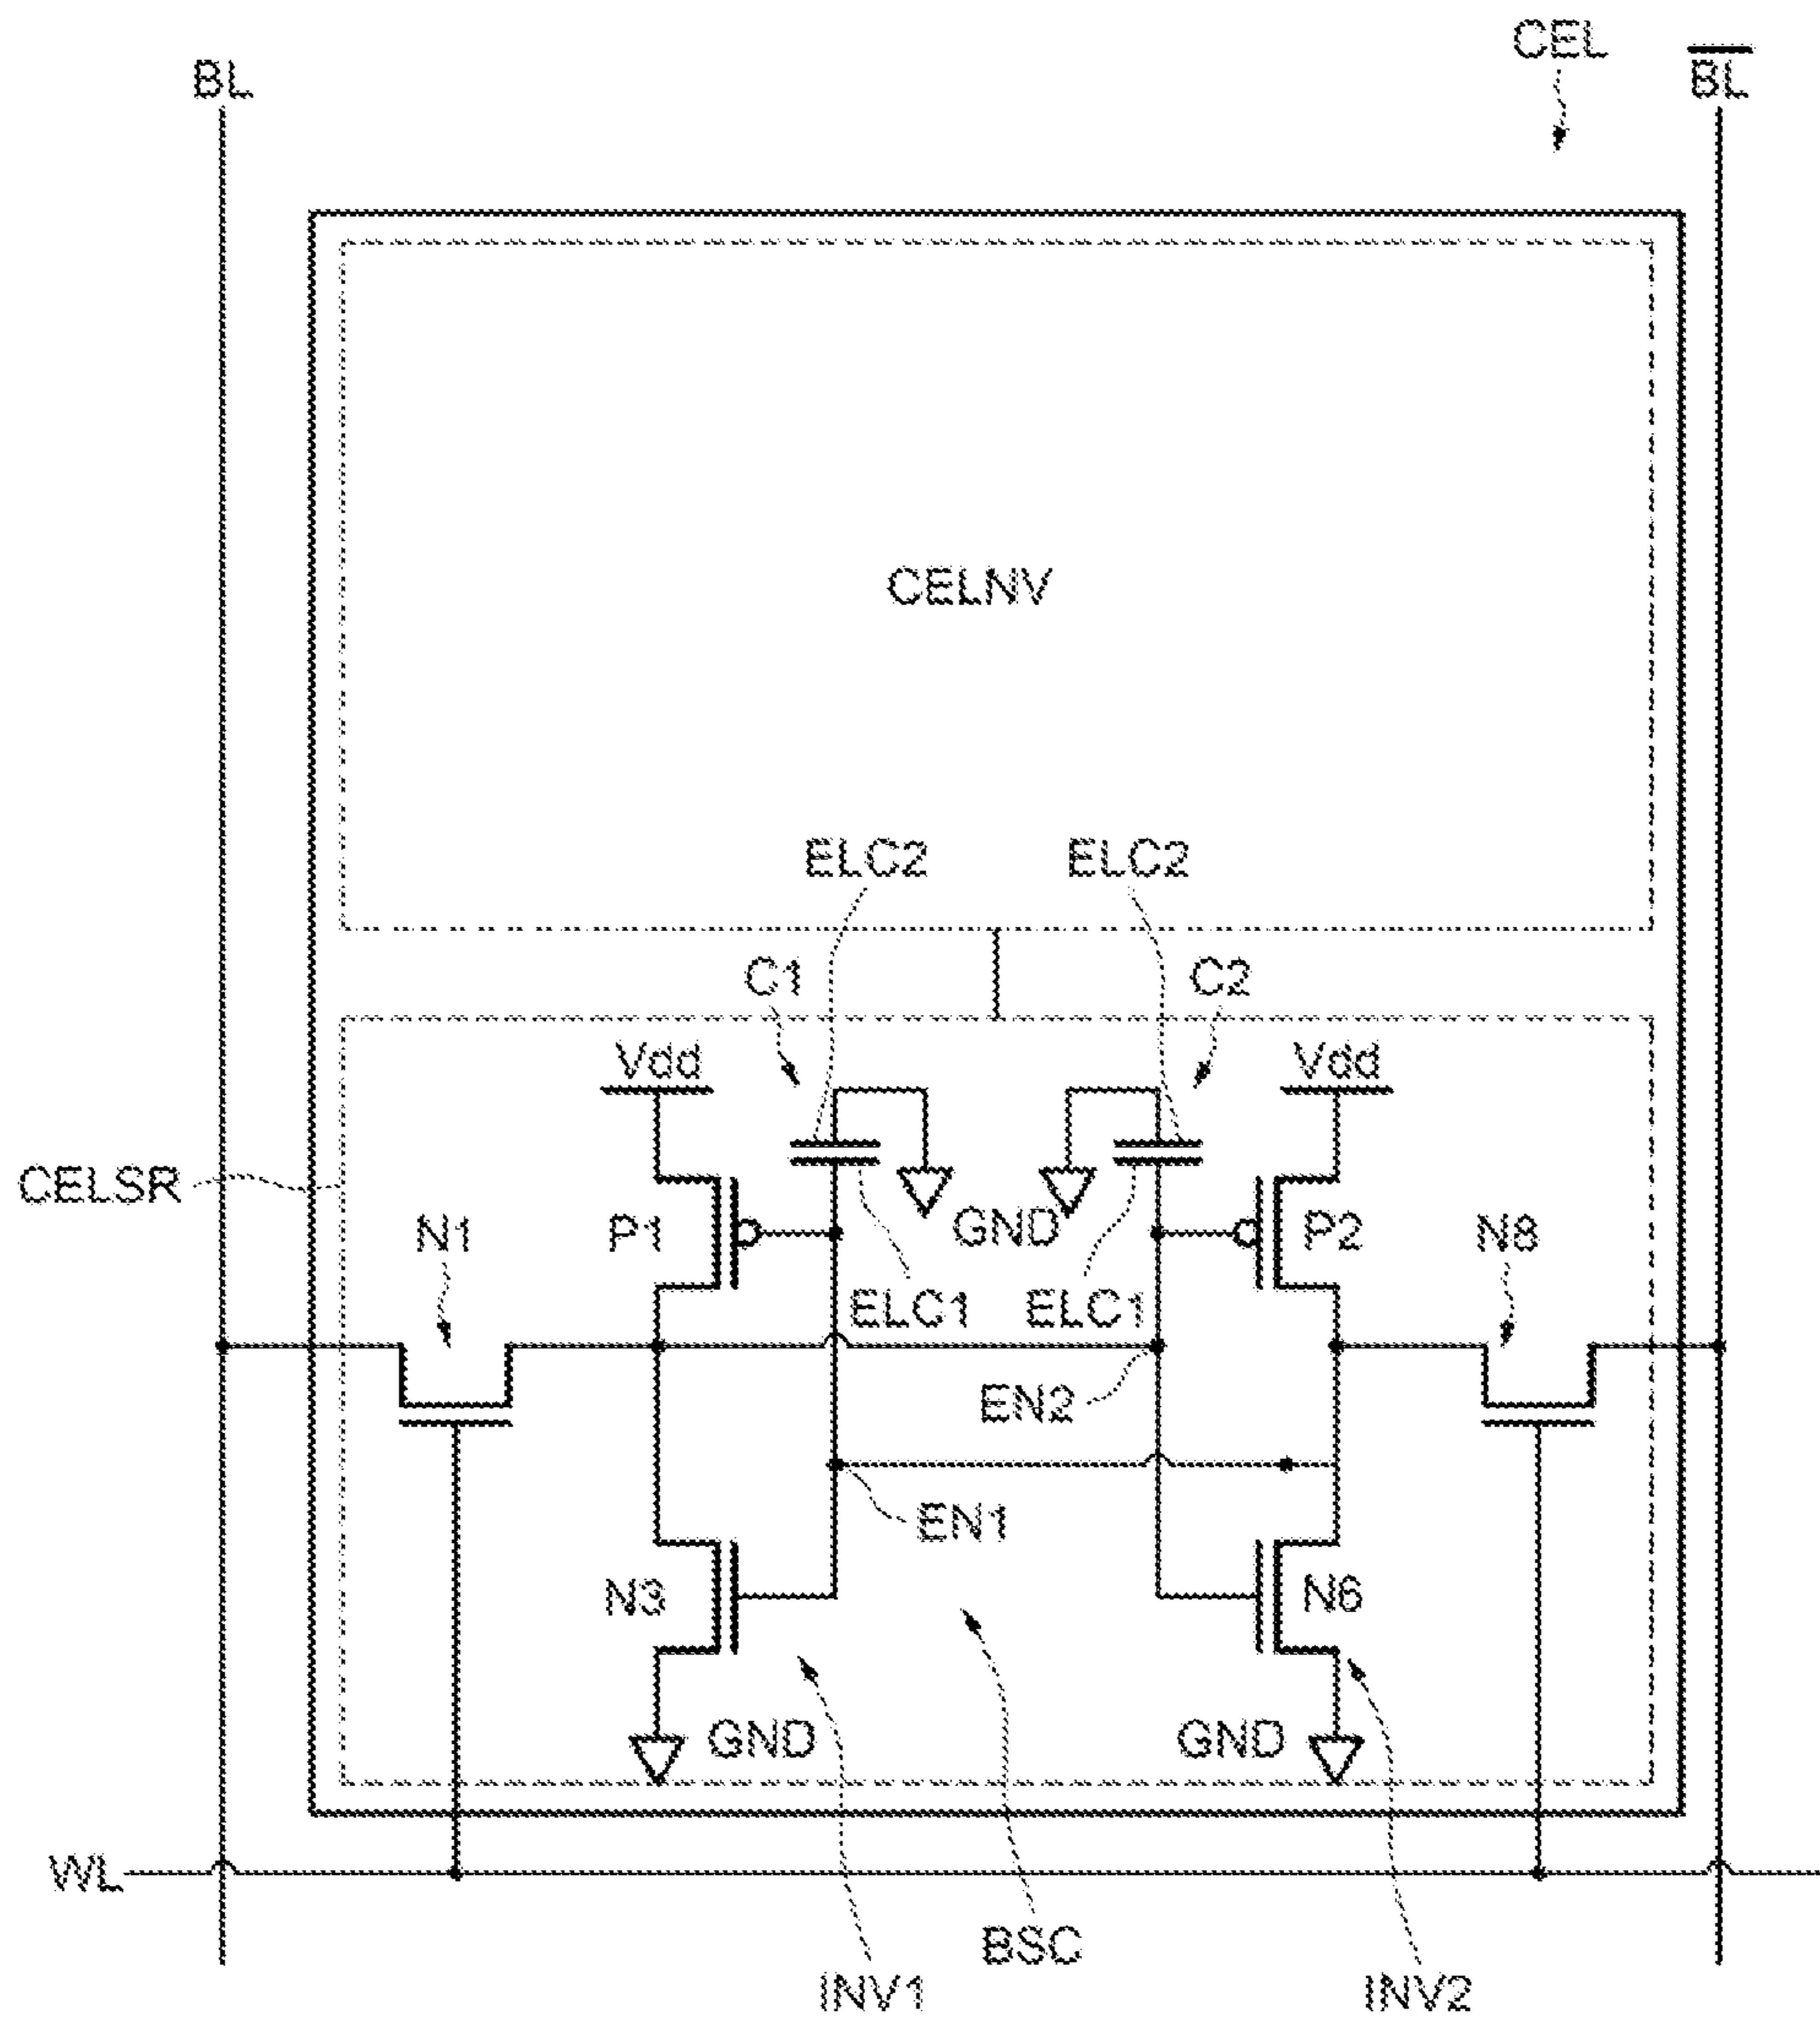 CEL
BL
BL
CELNV
ELC2
ELC2
C1
C2
Vdd
Vdd
CELSR
N1
P1
GND
P2
N8
ELC1
ELC1
EN2
EN1
N3
N6
GND
GND
WL
BSC
INV1
INV2